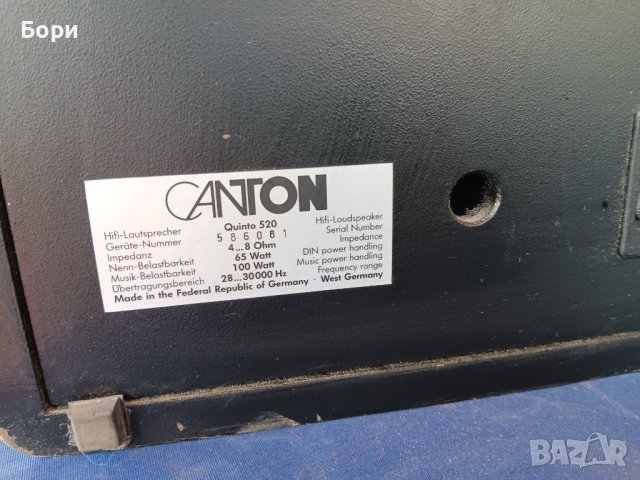 Бори
CANTON
Hifi-Lautsprecher Quinto 520 Hifi-Loudspeaker
Geräte-Nummer 586081 Serial Number
Impedanz 4...8 Ohm Impedance
Nenn-Belastbarkeit 65 Watt DIN power handling
Musik-Belastbarkeit 100 Watt Music power handling
Übertragungsbereich 28...30000 Hz Frequency range
Made in the Federal Republic of Germany · West Germany
BAZAR